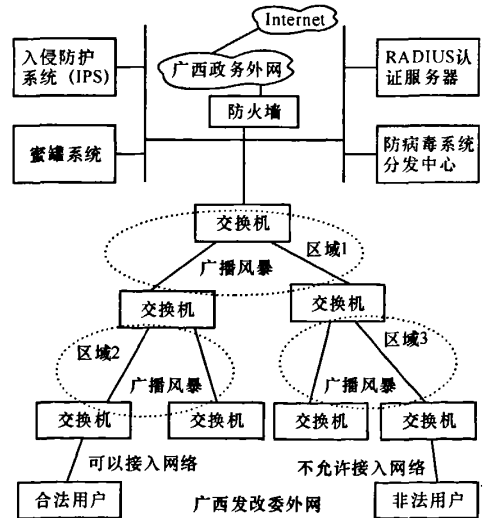 Internet
入侵防护
系统 (IPS)
广西政务外网
RADIUS认
证服务器
防火墙
蜜罐系统
防病毒系统
分发中心
交换机
区域1
广播风暴
交换机
交换机
区域2
区域3
广播风暴
广播风暴
交换机
交换机
交换机
交换机
可以接入网络
不允许接入网络
合法用户
广西发改委外网
非法用户